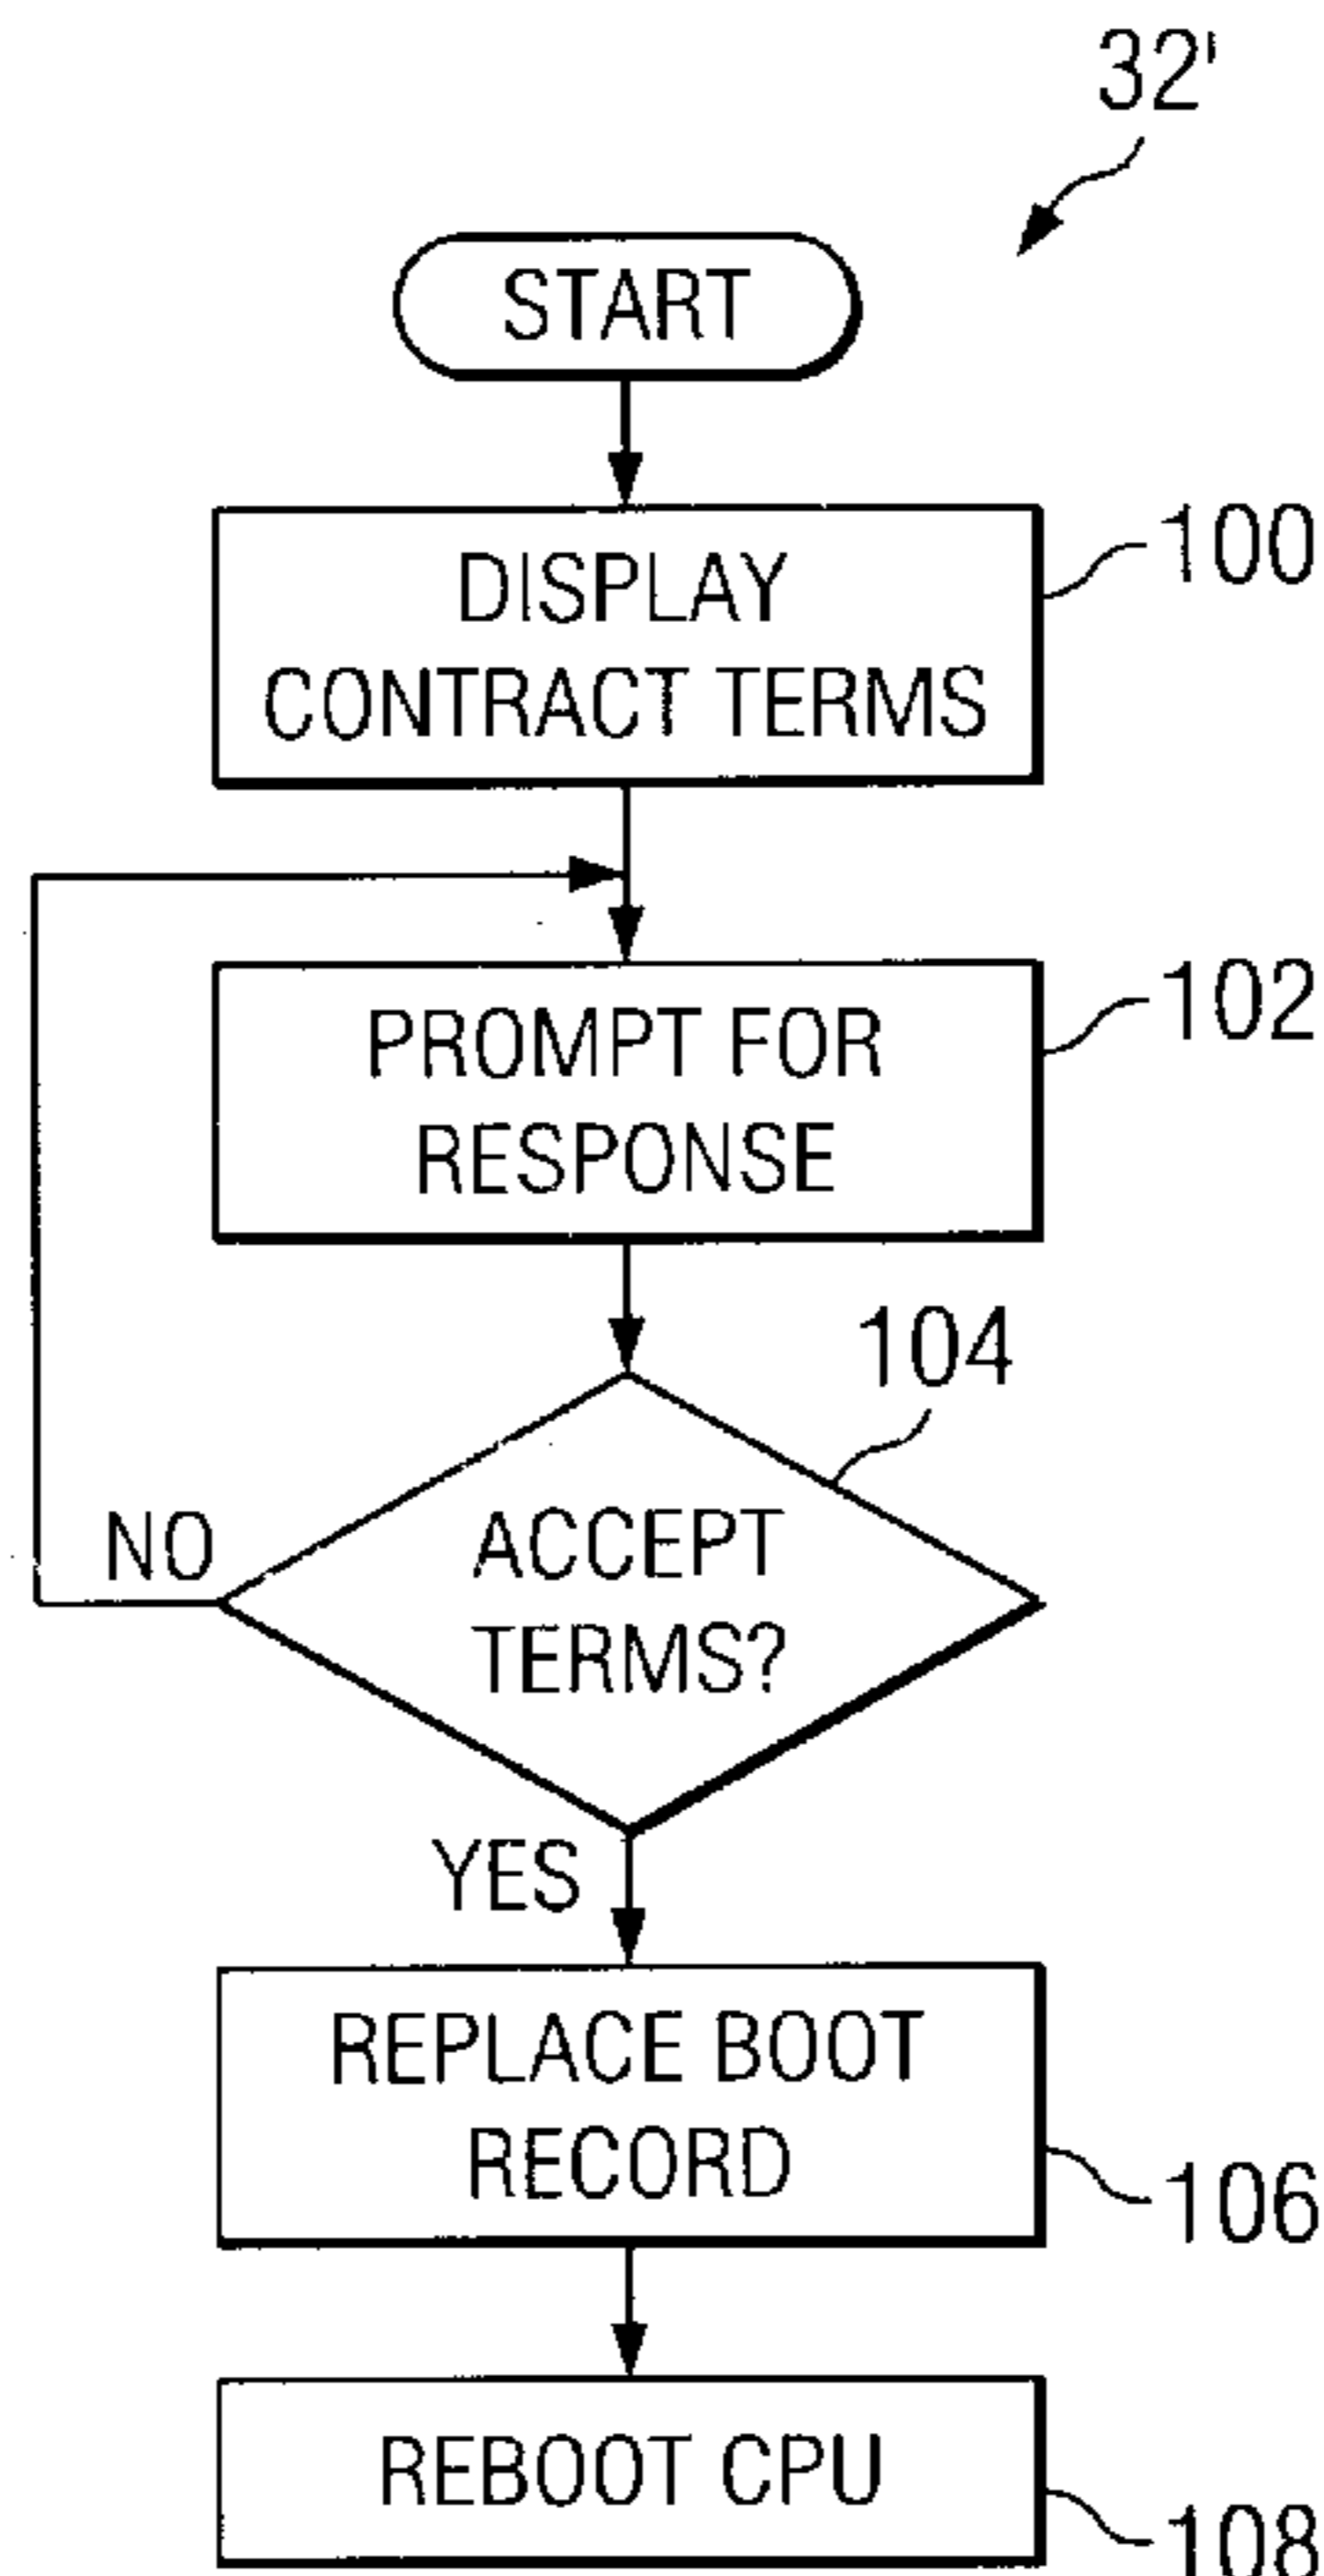 32'
START
DISPLAY
CONTRACT TERMS
100
PROMPT FOR
RESPONSE
102
104
ACCEPT
TERMS?
NO
YES
REPLACE BOOT
RECORD
106
REBOOT CPU
108